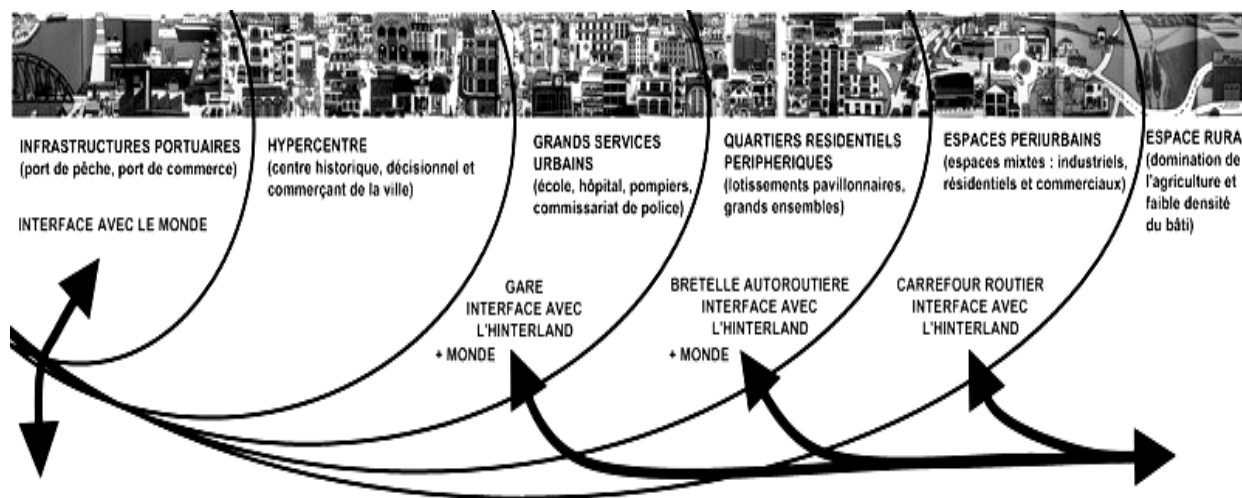 INFRASTRUCTURES PORTUAIRES
(port de pêche, port de commerce)
INTERFACE AVEC LE MONDE
HYPERCENTRE
(centre historique, décisionnel et
commerçant de la ville)
GRANDS SERVICES
URBAINS
(école, hôpital, pompiers,
commissariat de police)
QUARTIERS RESIDENTIELS
PERIPHERIQUES
(lotissements pavillonnaires,
grands ensembles)
ESPACES PERIURBAINS
(espaces mixtes : industriels,
résidentiels et commerciaux)
ESPACE RURA
(domination de
l'agriculture et
faible densité
du bâti)
GARE
INTERFACE AVEC
L'HINTERLAND
+ MONDE
BRETELLE AUTOROUTIERE
INTERFACE AVEC
L'HINTERLAND
+ MONDE
CARREFOUR ROUTIER
INTERFACE AVEC
L'HINTERLAND